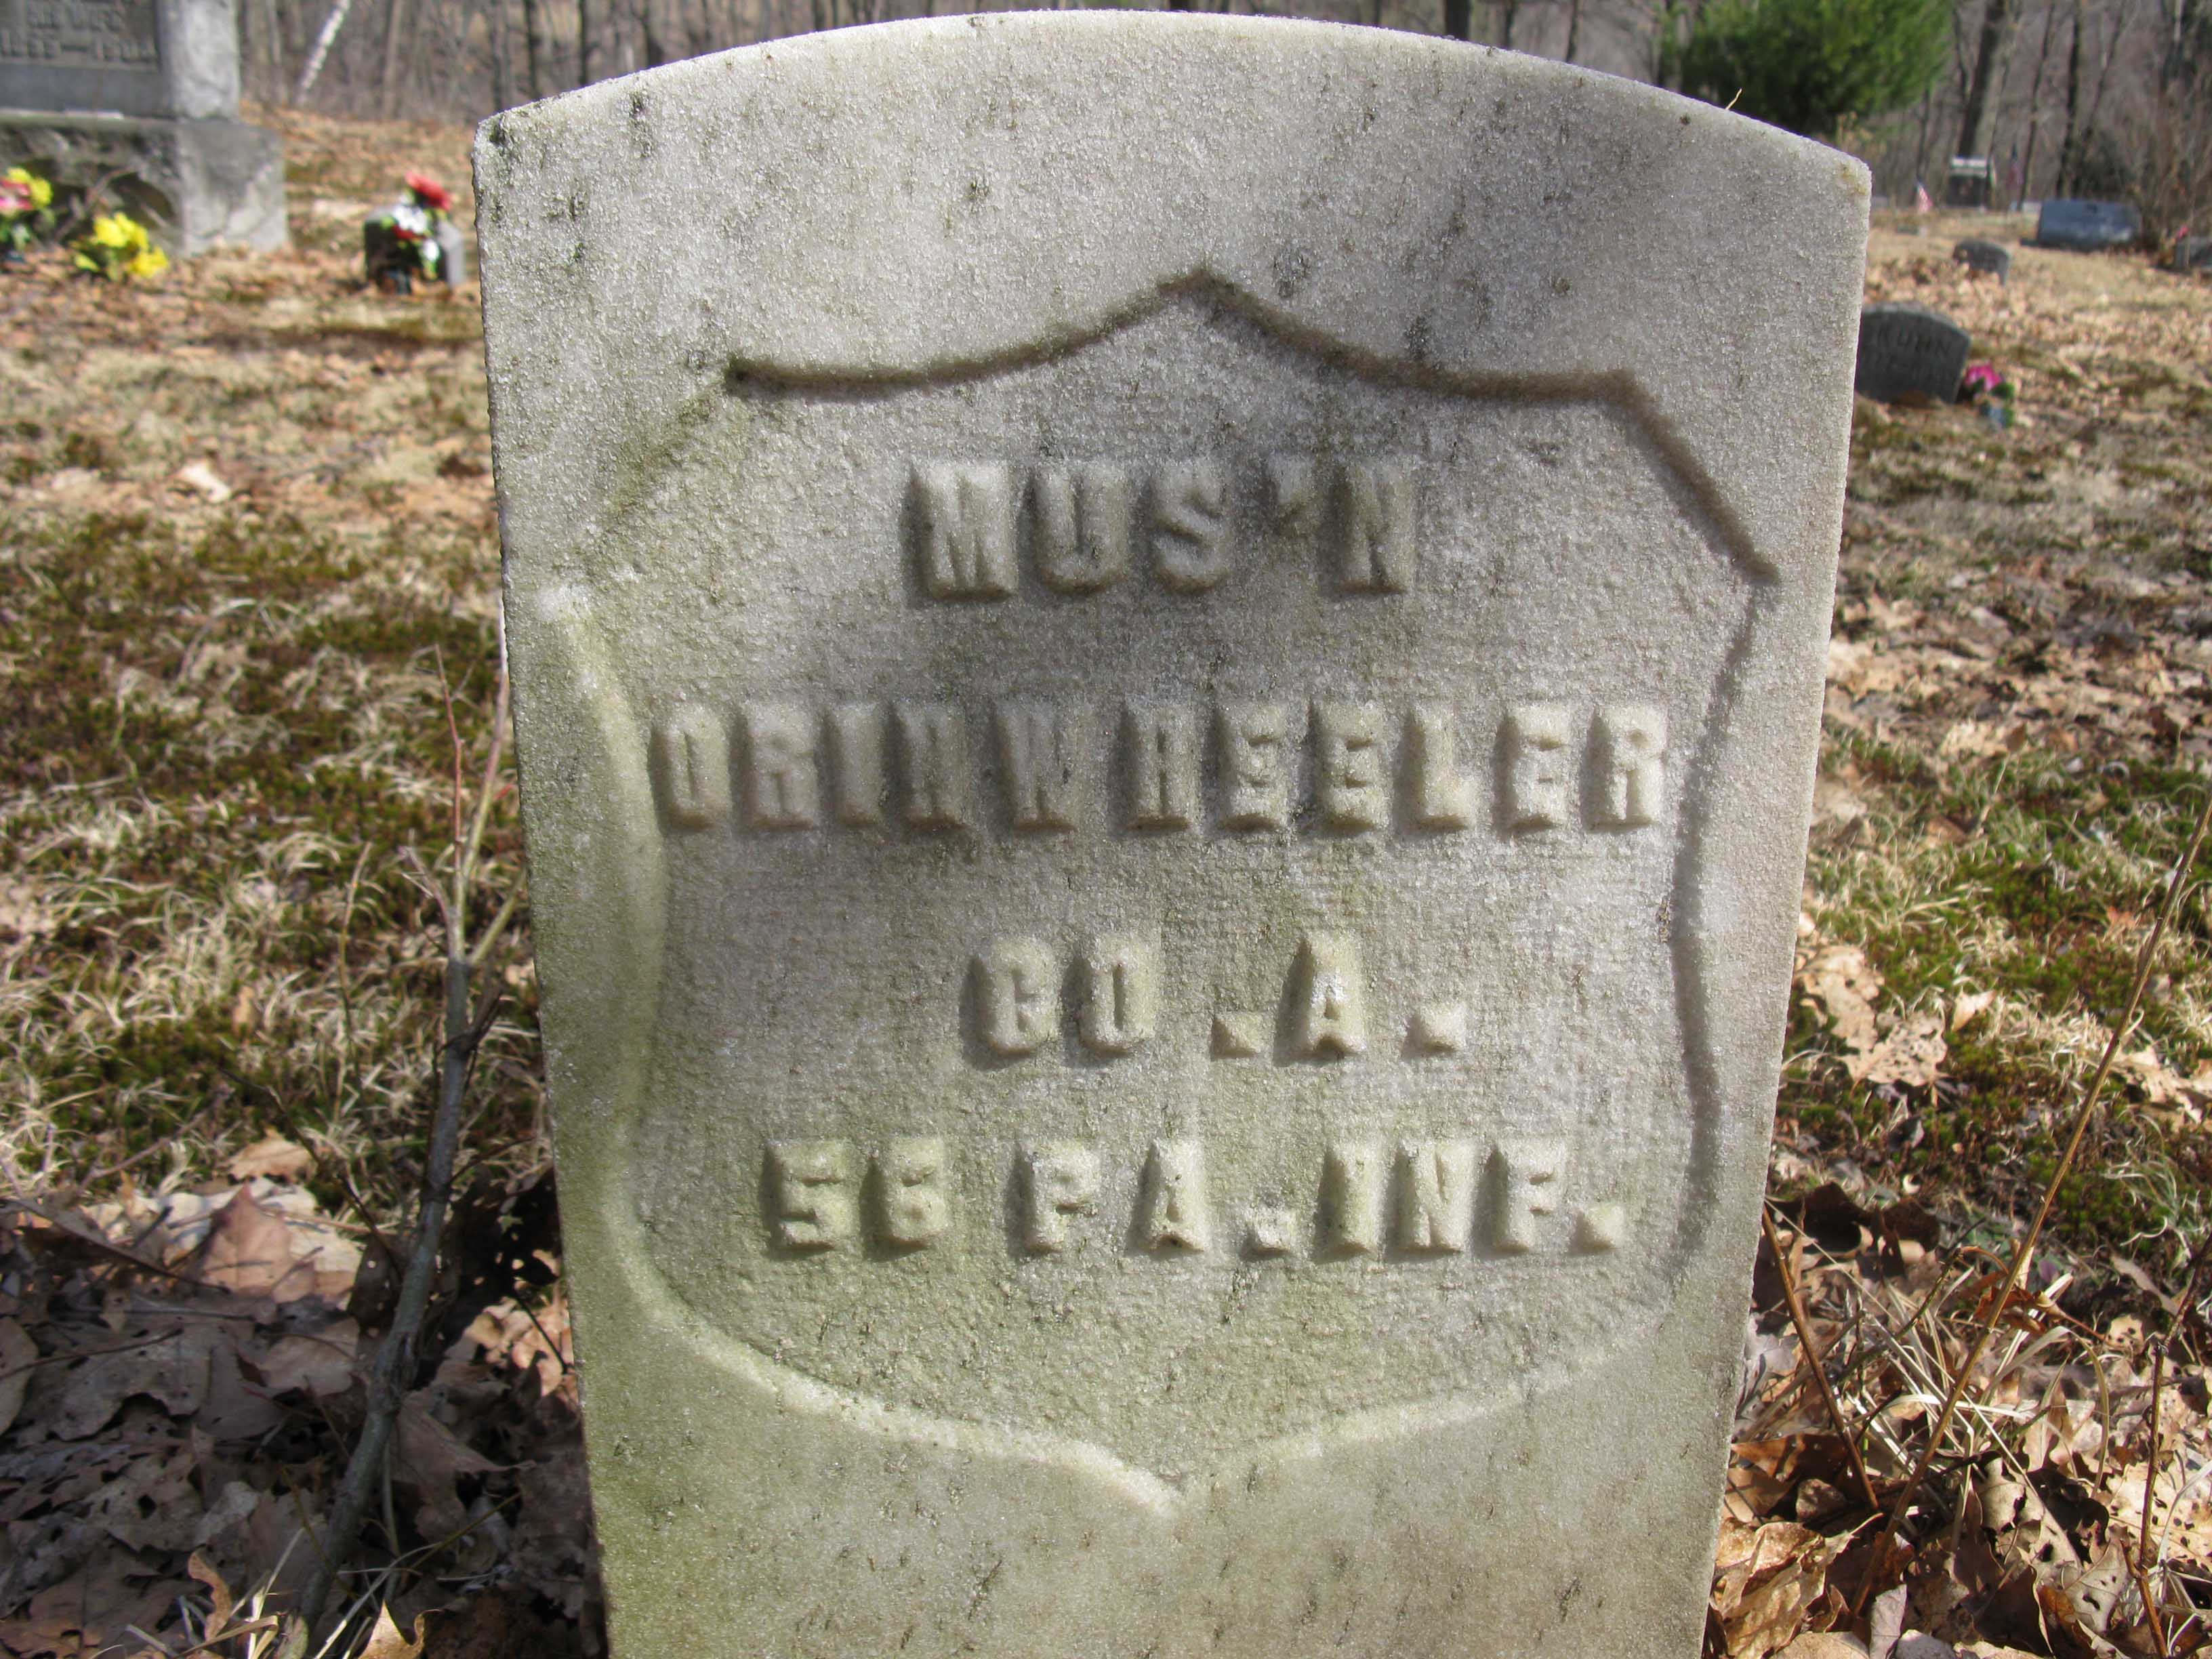 MUS'N
ORIN WHEELER
CO. A.
56 PA. INF.